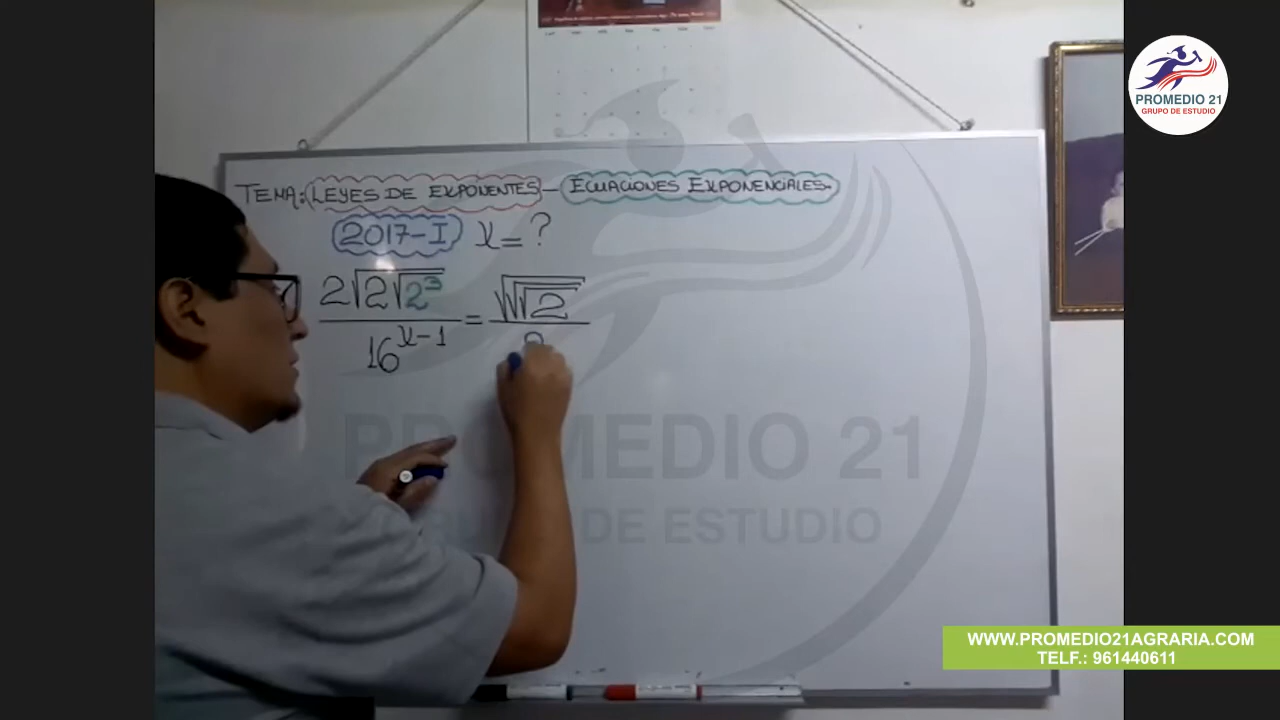 PROMEDIO 21
GRUPO DE ESTUDIO
TEMA: LEYES DE EXPONENTES – ECUACIONES EXPONENCIALES.
2017-I x = ?
2√2√2³ = √√√2
16^(x-1)
PROMEDIO 21
DE ESTUDIO
WWW.PROMEDIO21AGRARIA.COM
TELF.: 961440611